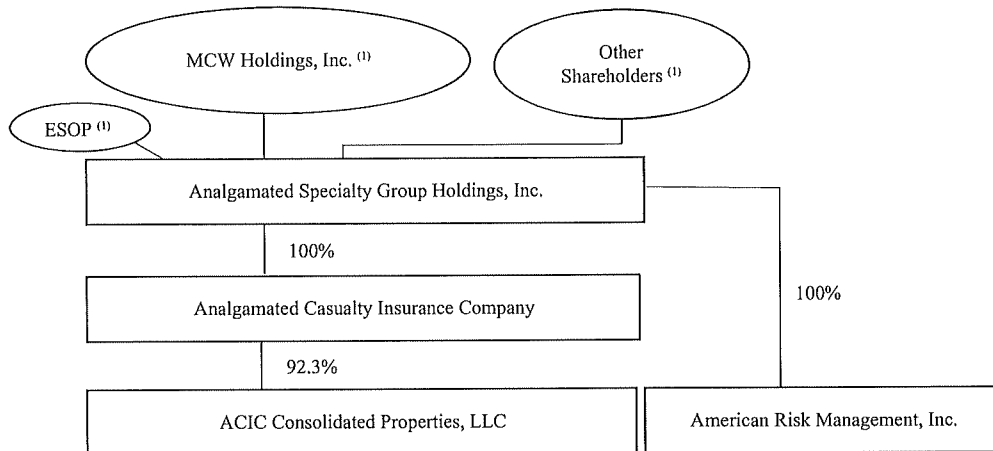 MCW Holdings, Inc. (1)
Other
Shareholders (1)
ESOP (1)
Analgamated Specialty Group Holdings, Inc.
100%
Analgamated Casualty Insurance Company
100%
92.3%
ACIC Consolidated Properties, LLC
American Risk Management, Inc.